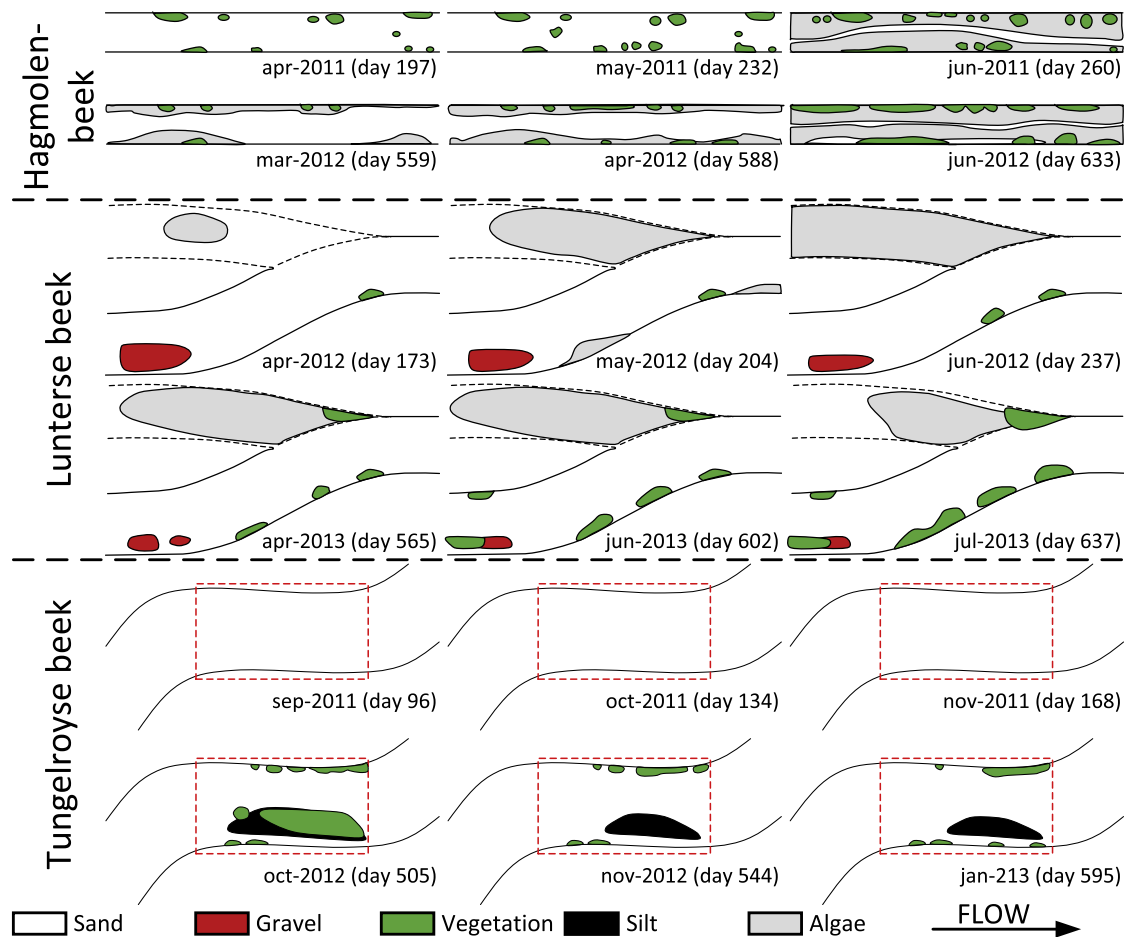 Hagmolen-
beek
apr-2011 (day 197)
may-2011 (day 232)
jun-2011 (day 260)
mar-2012 (day 559)
apr-2012 (day 588)
jun-2012 (day 633)
Lunterse beek
apr-2012 (day 173)
may-2012 (day 204)
jun-2012 (day 237)
apr-2013 (day 565)
jun-2013 (day 602)
jul-2013 (day 637)
Tungelroyse beek
sep-2011 (day 96)
oct-2011 (day 134)
nov-2011 (day 168)
oct-2012 (day 505)
nov-2012 (day 544)
jan-213 (day 595)
Sand
Gravel
Vegetation
Silt
Algae
FLOW